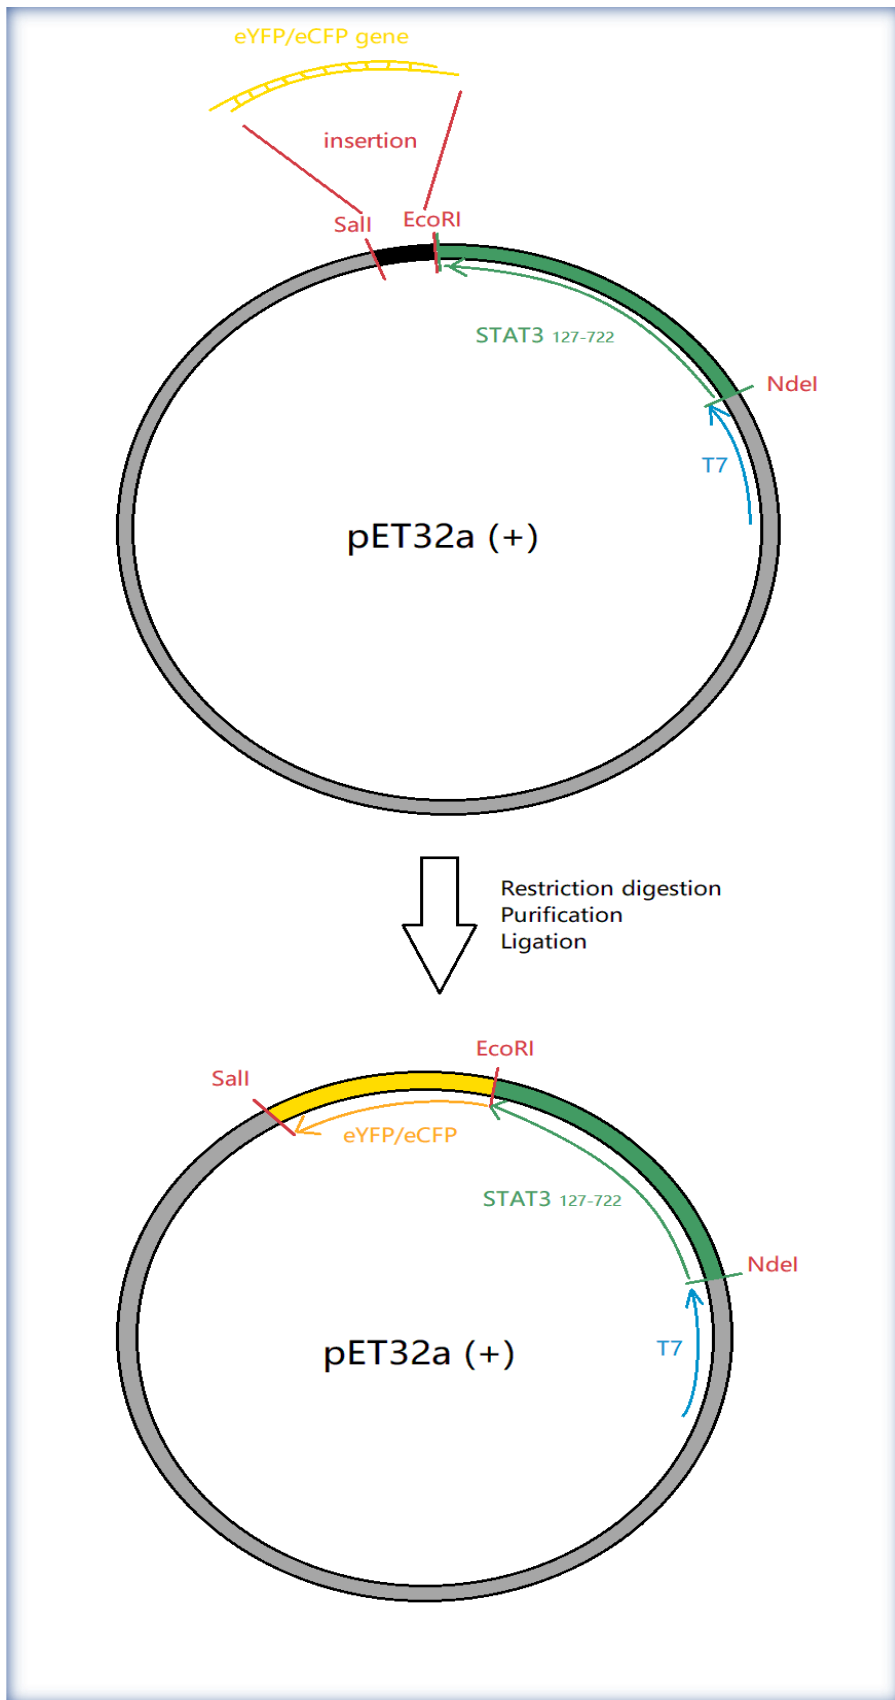 eYFP/eCFP gene
insertion
SalI
EcoRI
STAT3 127-722
NdeI
T7
pET32a (+)
Restriction digestion
Purification
Ligation
EcoRI
SalI
eYFP/eCFP
STAT3 127-722
NdeI
T7
pET32a (+)